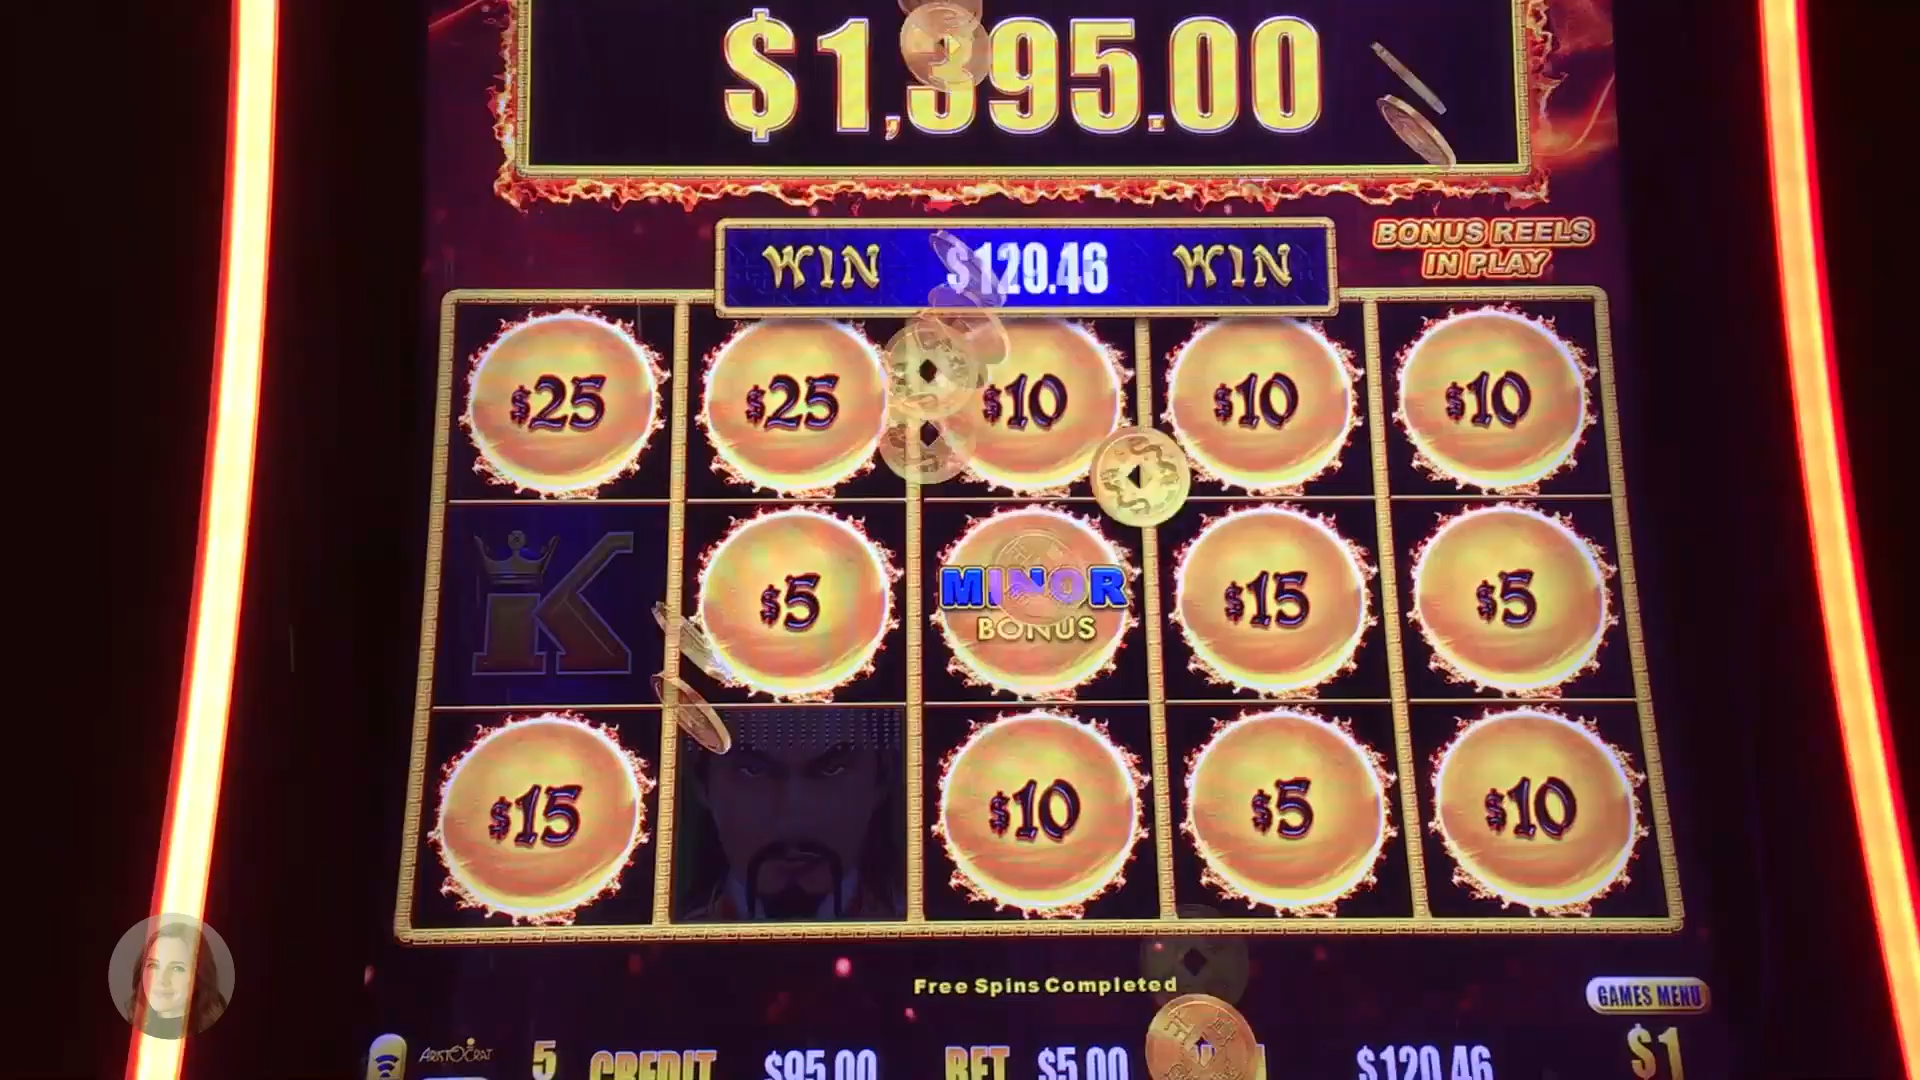 $1,395.00
WIN $129.46 WIN
BONUS REELS
IN PLAY
$25 $25 $10 $10 $10
K $5 MINOR $15 $5
BONUS
$15 $10 $5 $10
Free Spins Completed
GAMES MENU
ARISTOCRAT 5 CREDIT $95.00 BET $5.00 $120.46 $1